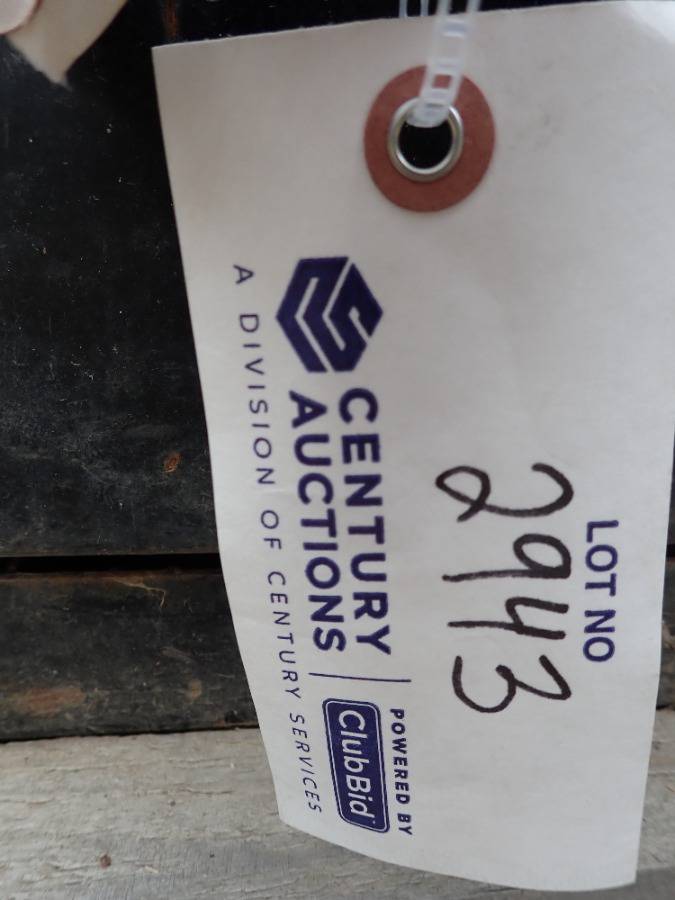 LOT NO
2943
CENTURY
AUCTIONS
POWERED BY
ClubBid
A DIVISION OF CENTURY SERVICES